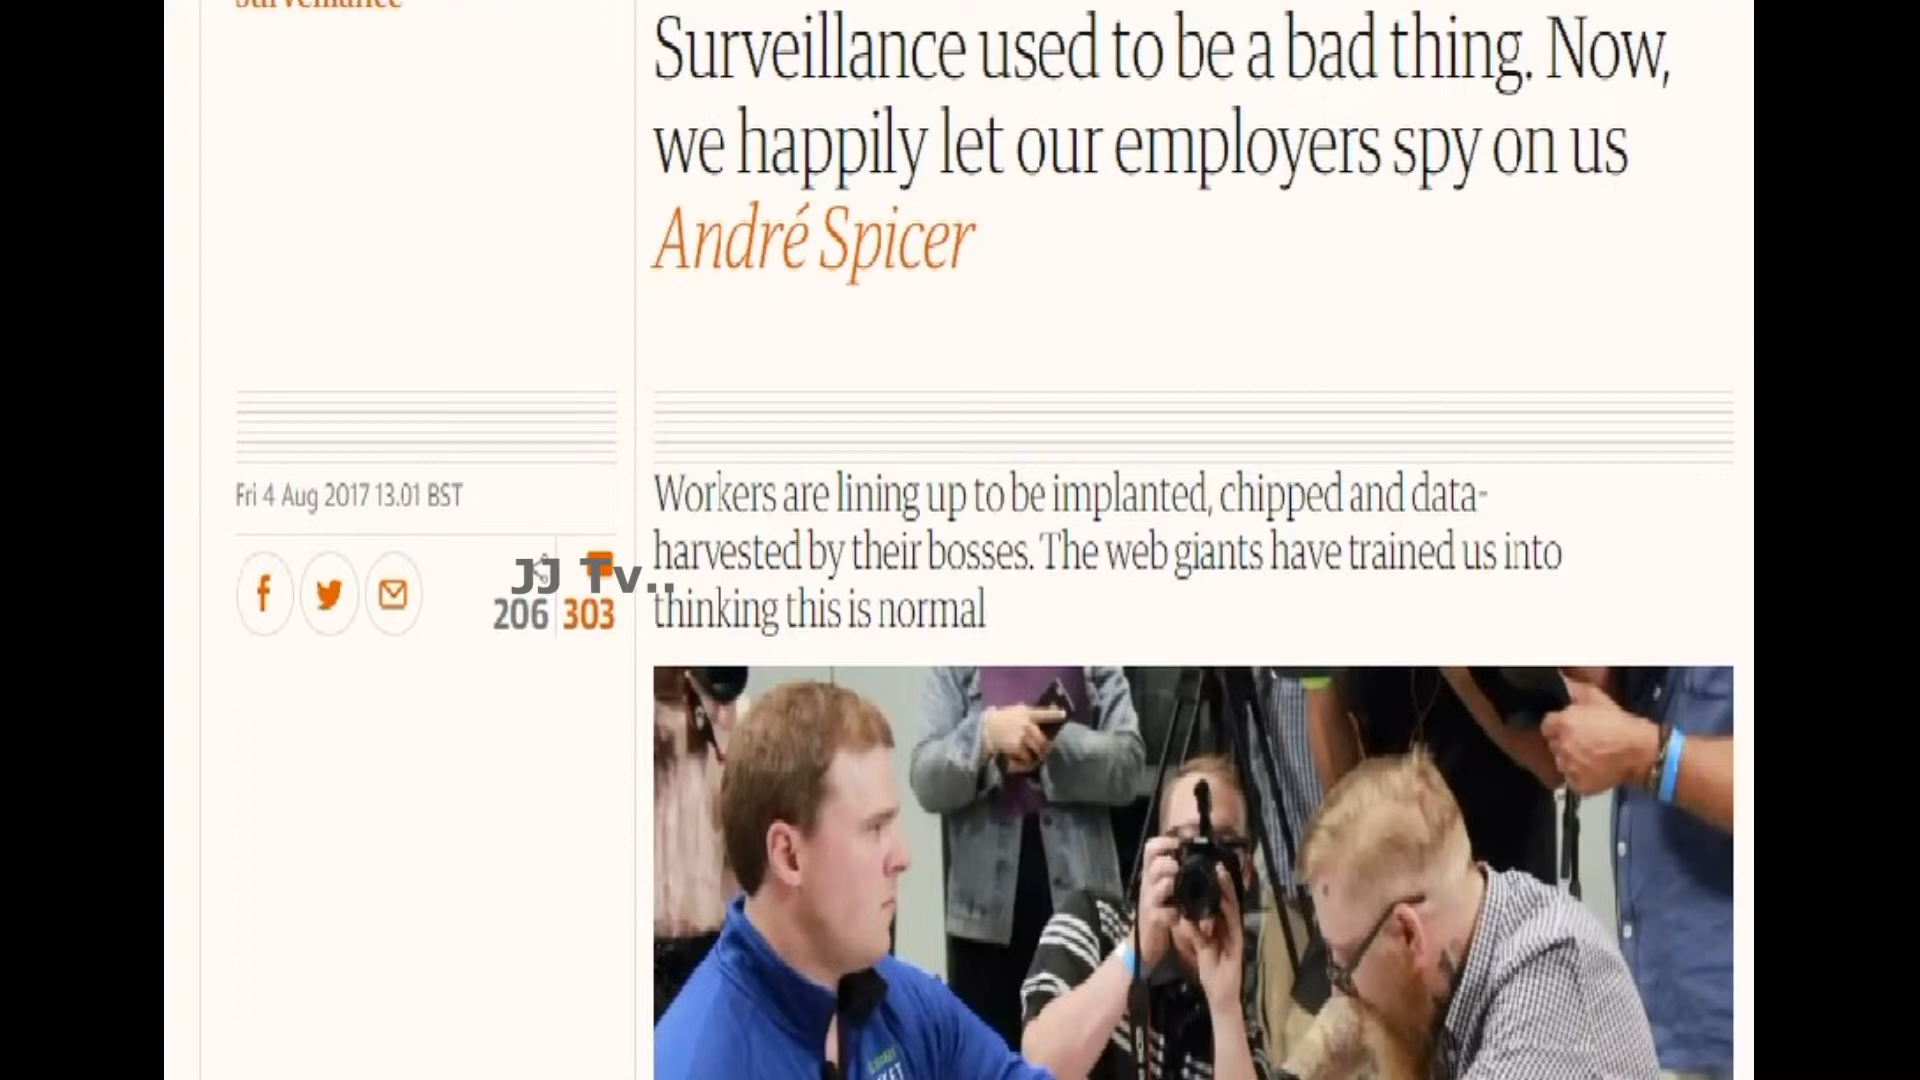 Surveillance
Surveillance used to be a bad thing. Now,
we happily let our employers spy on us
André Spicer
Fri 4 Aug 2017 13.01 BST
Workers are lining up to be implanted, chipped and data-
harvested by their bosses. The web giants have trained us into
thinking this is normal
JJ Tv..
206
303